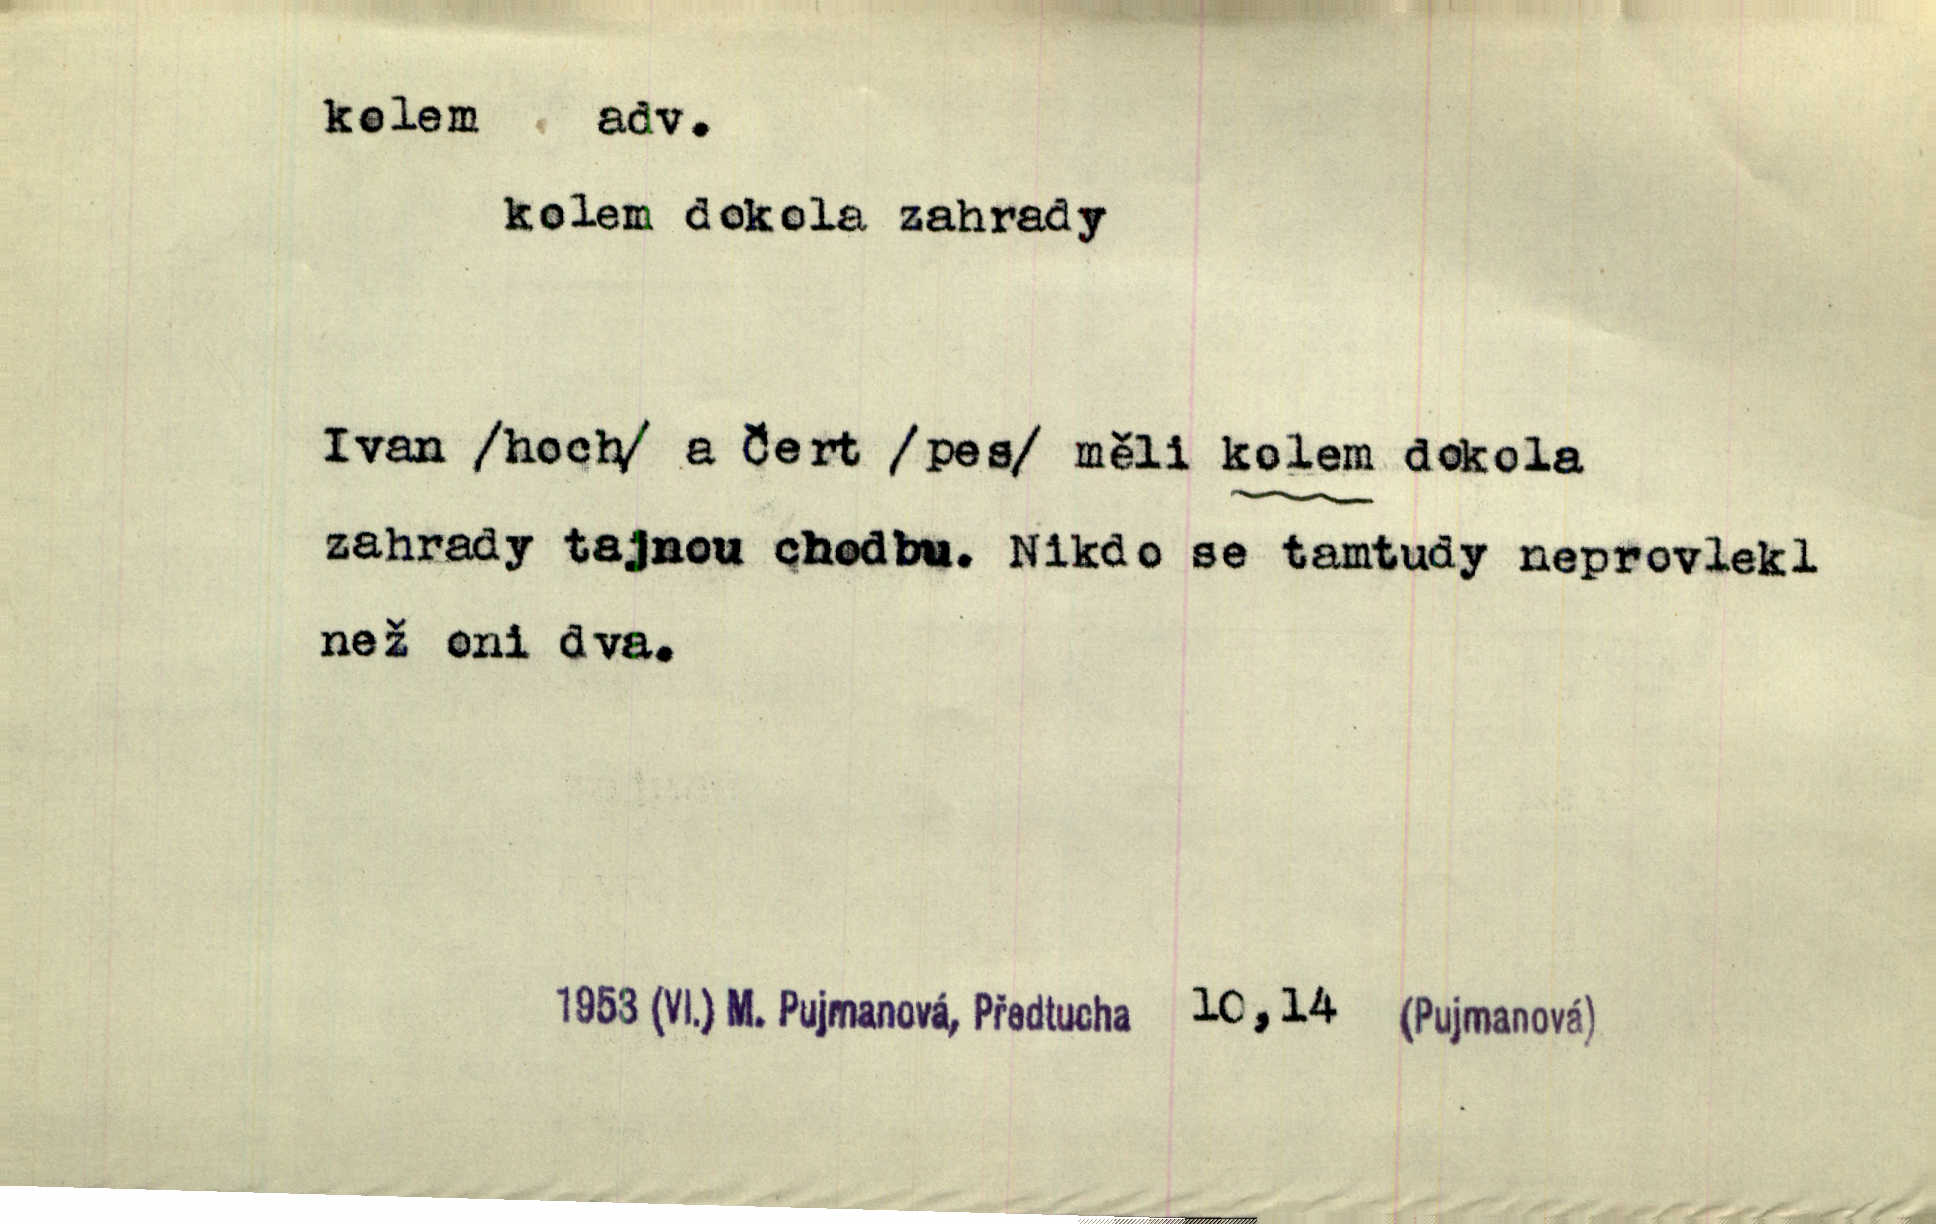 kolem adv.
kolem dokola zahrady
Ivan /hoch/ a Čert /pes/ měli kolem dokola
zahrady tajnou chodbu. Nikdo se tamtudy neprovlekl
než oni dva.
1953 (VI.) M. Pujmanová, Předtucha 10,14 (Pujmanová)